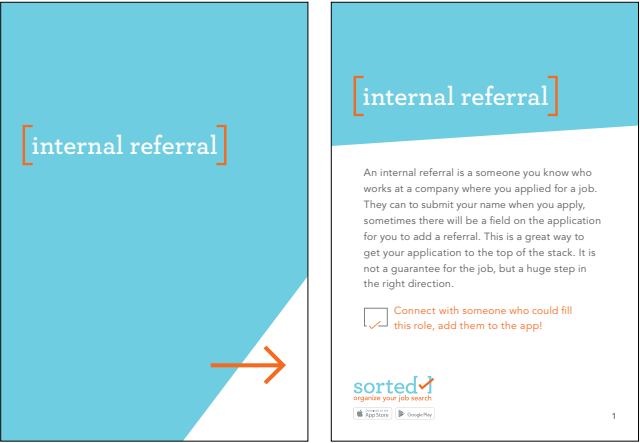 [internal referral]
[internal referral]
An internal referral is a someone you know who
works at a company where you applied for a job.
They can to submit your name when you apply,
sometimes there will be a field on the application
for you to add a referral. This is a great way to
get your application to the top of the stack. It is
not a guarantee for the job, but a huge step in
the right direction.
Connect with someone who could fill
this role, add them to the app!
sorted[✓]
organize your job search
App Store Google Play
1